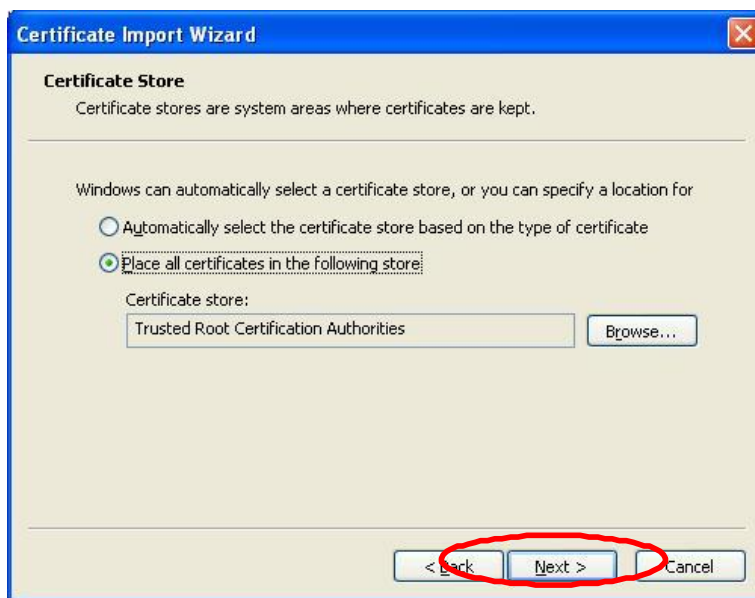 Certificate Import Wizard
Certificate Store
Certificate stores are system areas where certificates are kept.
Windows can automatically select a certificate store, or you can specify a location for
Automatically select the certificate store based on the type of certificate
Place all certificates in the following store
Certificate store:
Trusted Root Certification Authorities
Browse...
< Back
Next >
Cancel